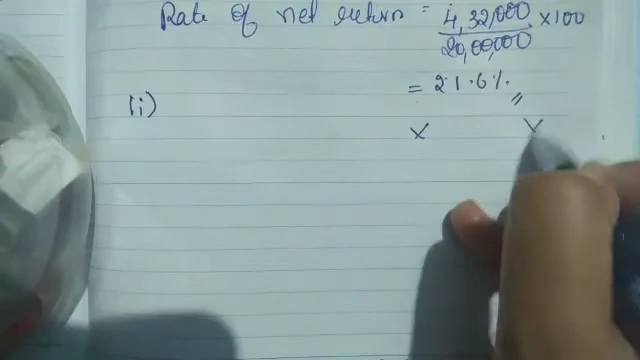 Rate of net return = 4,32,000 / 20,00,000 × 100
= 21.6%
(i)
X Y